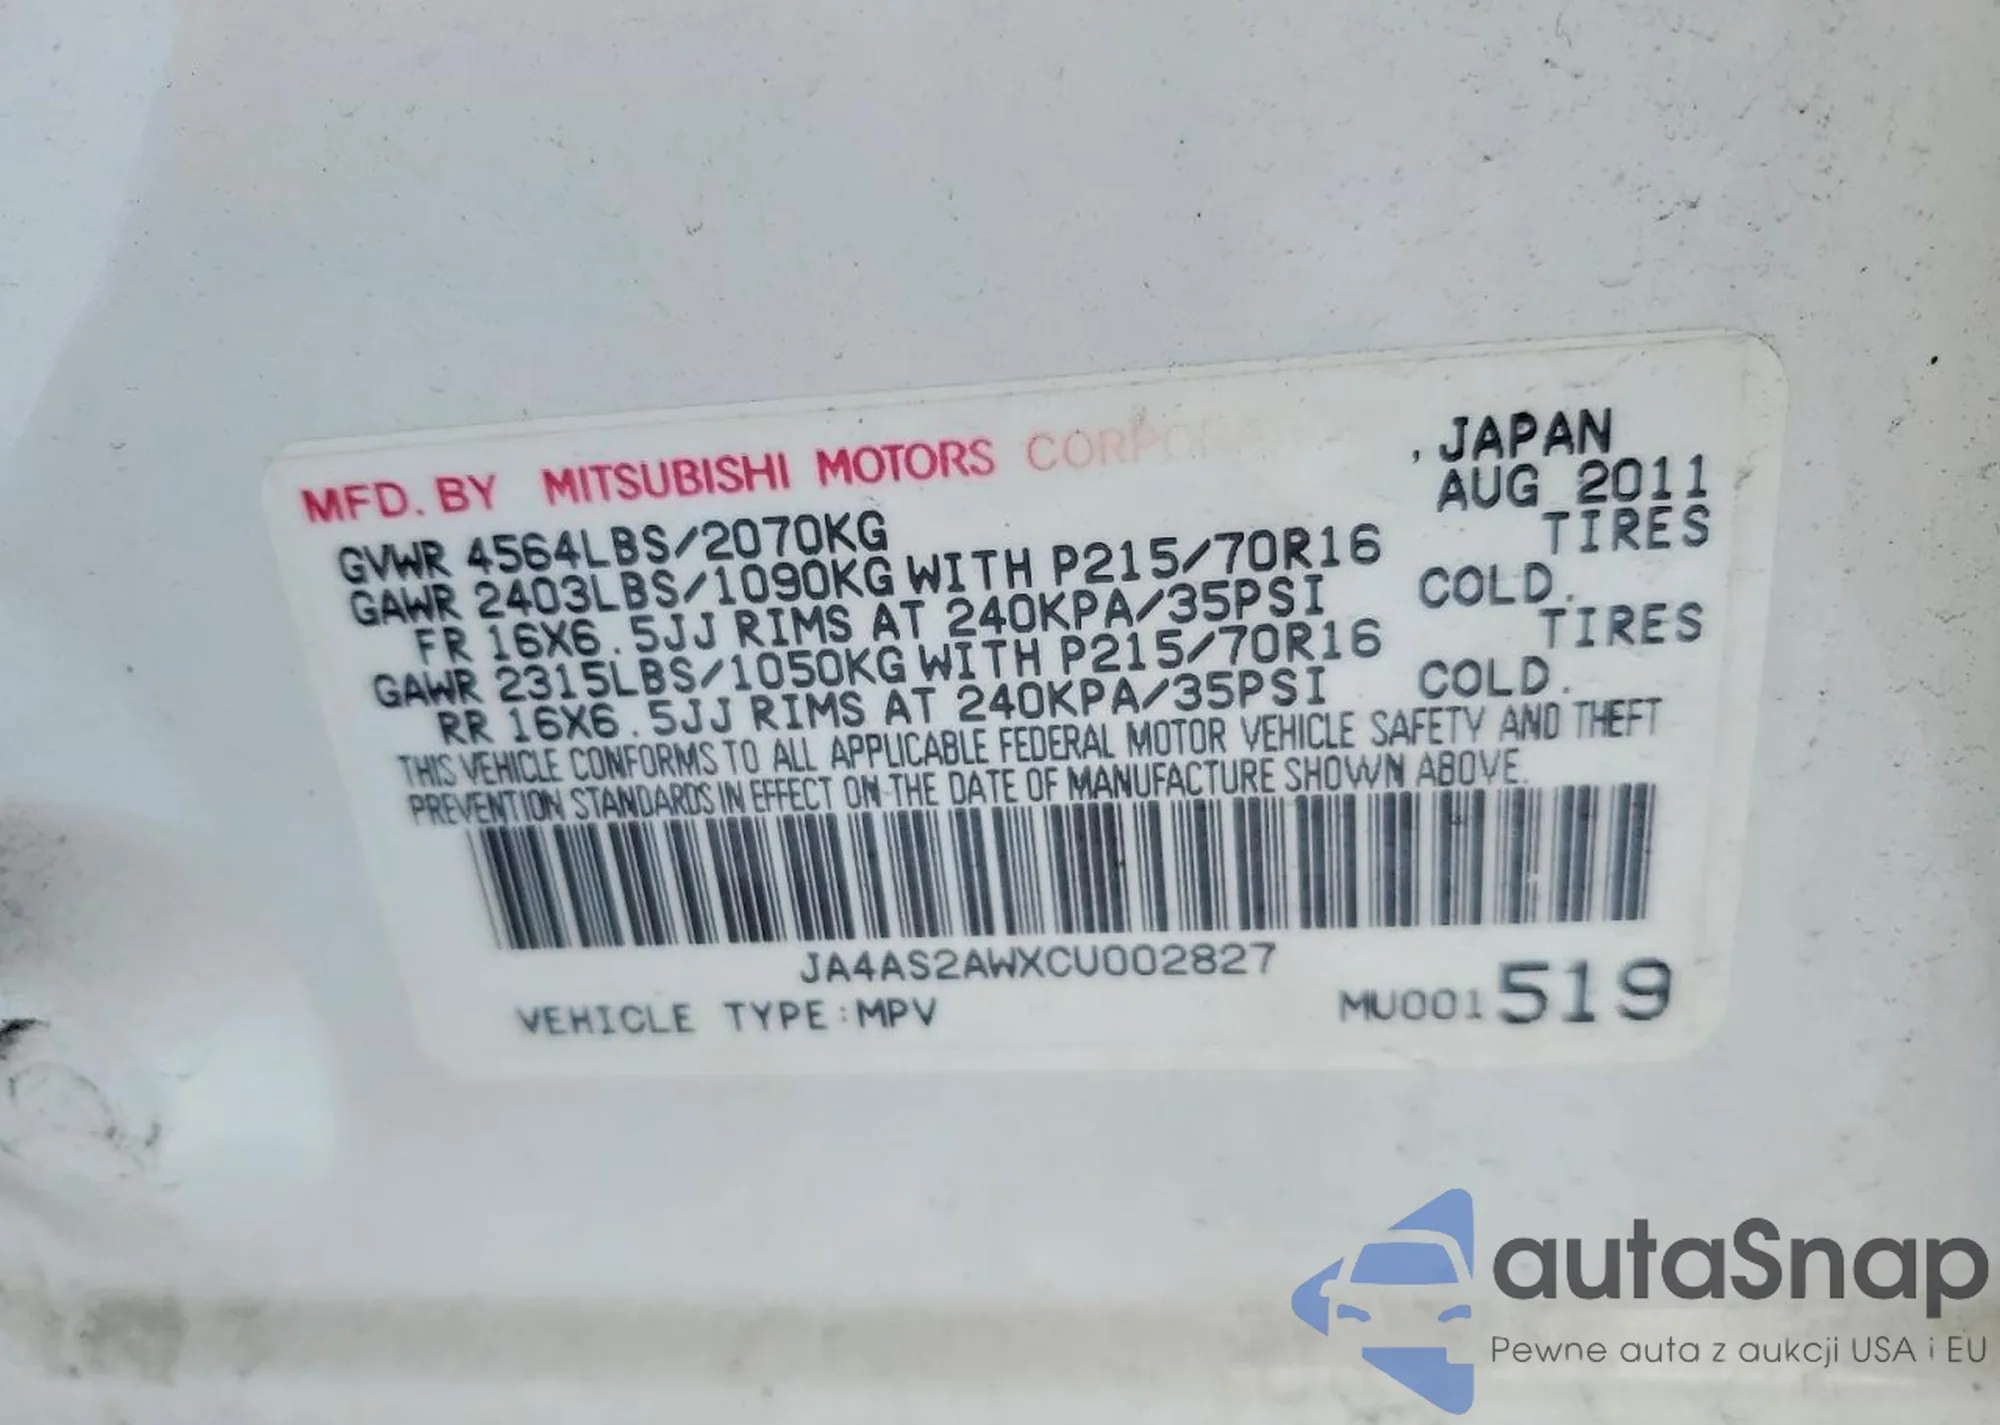 MFD. BY MITSUBISHI MOTORS CORPORA , JAPAN
GVWR 4564LBS/2070KG AUG 2011
GAWR 2403LBS/1090KG WITH P215/70R16 TIRES
FR 16X6.5JJ RIMS AT 240KPA/35PSI COLD.
GAWR 2315LBS/1050KG WITH P215/70R16 TIRES
RR 16X6.5JJ RIMS AT 240KPA/35PSI COLD.
THIS VEHICLE CONFORMS TO ALL APPLICABLE FEDERAL MOTOR VEHICLE SAFETY AND THEFT
PREVENTION STANDARDS IN EFFECT ON THE DATE OF MANUFACTURE SHOWN ABOVE.
JA4AS2AWXCU002827
VEHICLE TYPE:MPV MU001519
autaSnap
Pewne auta z aukcji USA i EU